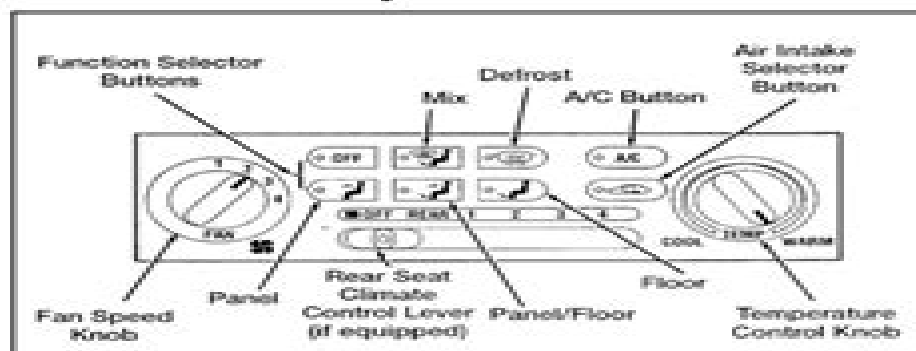 Function Selector
Buttons
Mix
Defrost
A/C Button
Air Intake
Selector
Button
OFF
A/C
1
2
3
4
FAN
OFF REAR 1 2 3 4
COOL
TEMP
WARM
Fan Speed
Knob
Panel
Rear Seat
Climate
Control Lever
(if equipped)
Panel/Floor
Floor
Temperature
Control Knob